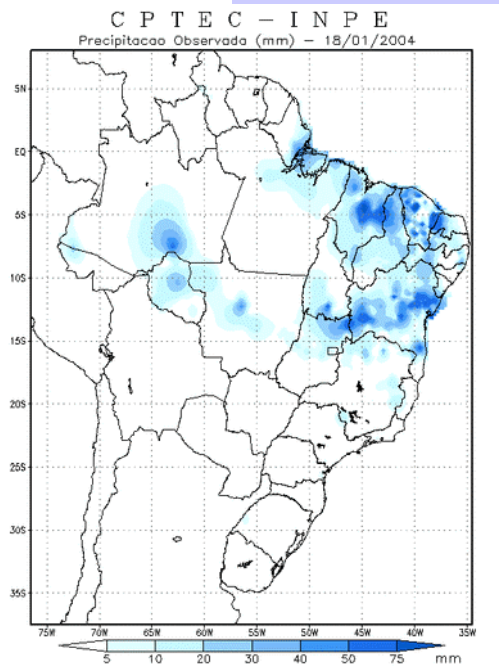 C P T E C – I N P E
Precipitacao Observada (mm) – 18/01/2004
5N
EQ
5S
10S
15S
20S
25S
30S
35S
75W 70W 65W 60W 55W 50W 45W 40W 35W
5 10 20 30 40 50 75 mm